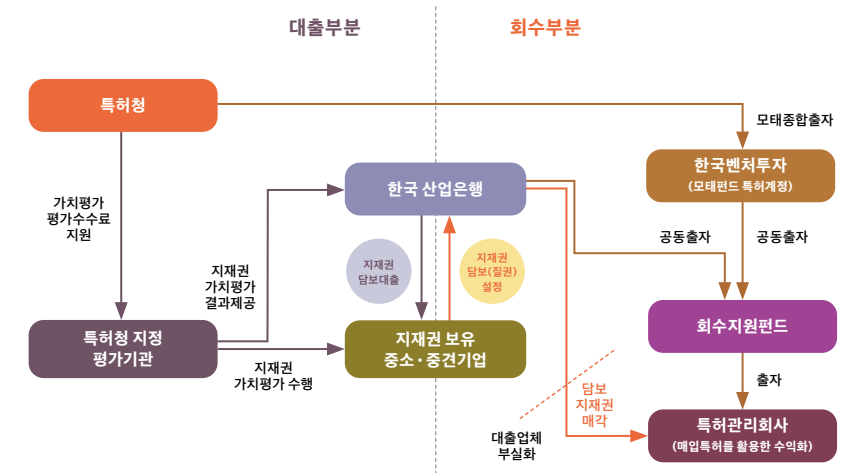 대출부분
회수부분
특허청
모태종합출자
한국벤처투자
(모태펀드 특허계정)
한국 산업은행
가치평가
평가수수료
지원
공동출자
공동출자
지재권
가치평가
결과제공
지재권
담보대출
지재권
담보(질권)
설정
회수지원펀드
특허청 지정
평가기관
지재권 보유
중소·중견기업
지재권
가치평가 수행
출자
담보
지재권
매각
대출업체
부실화
특허관리회사
(매입특허를 활용한 수익화)